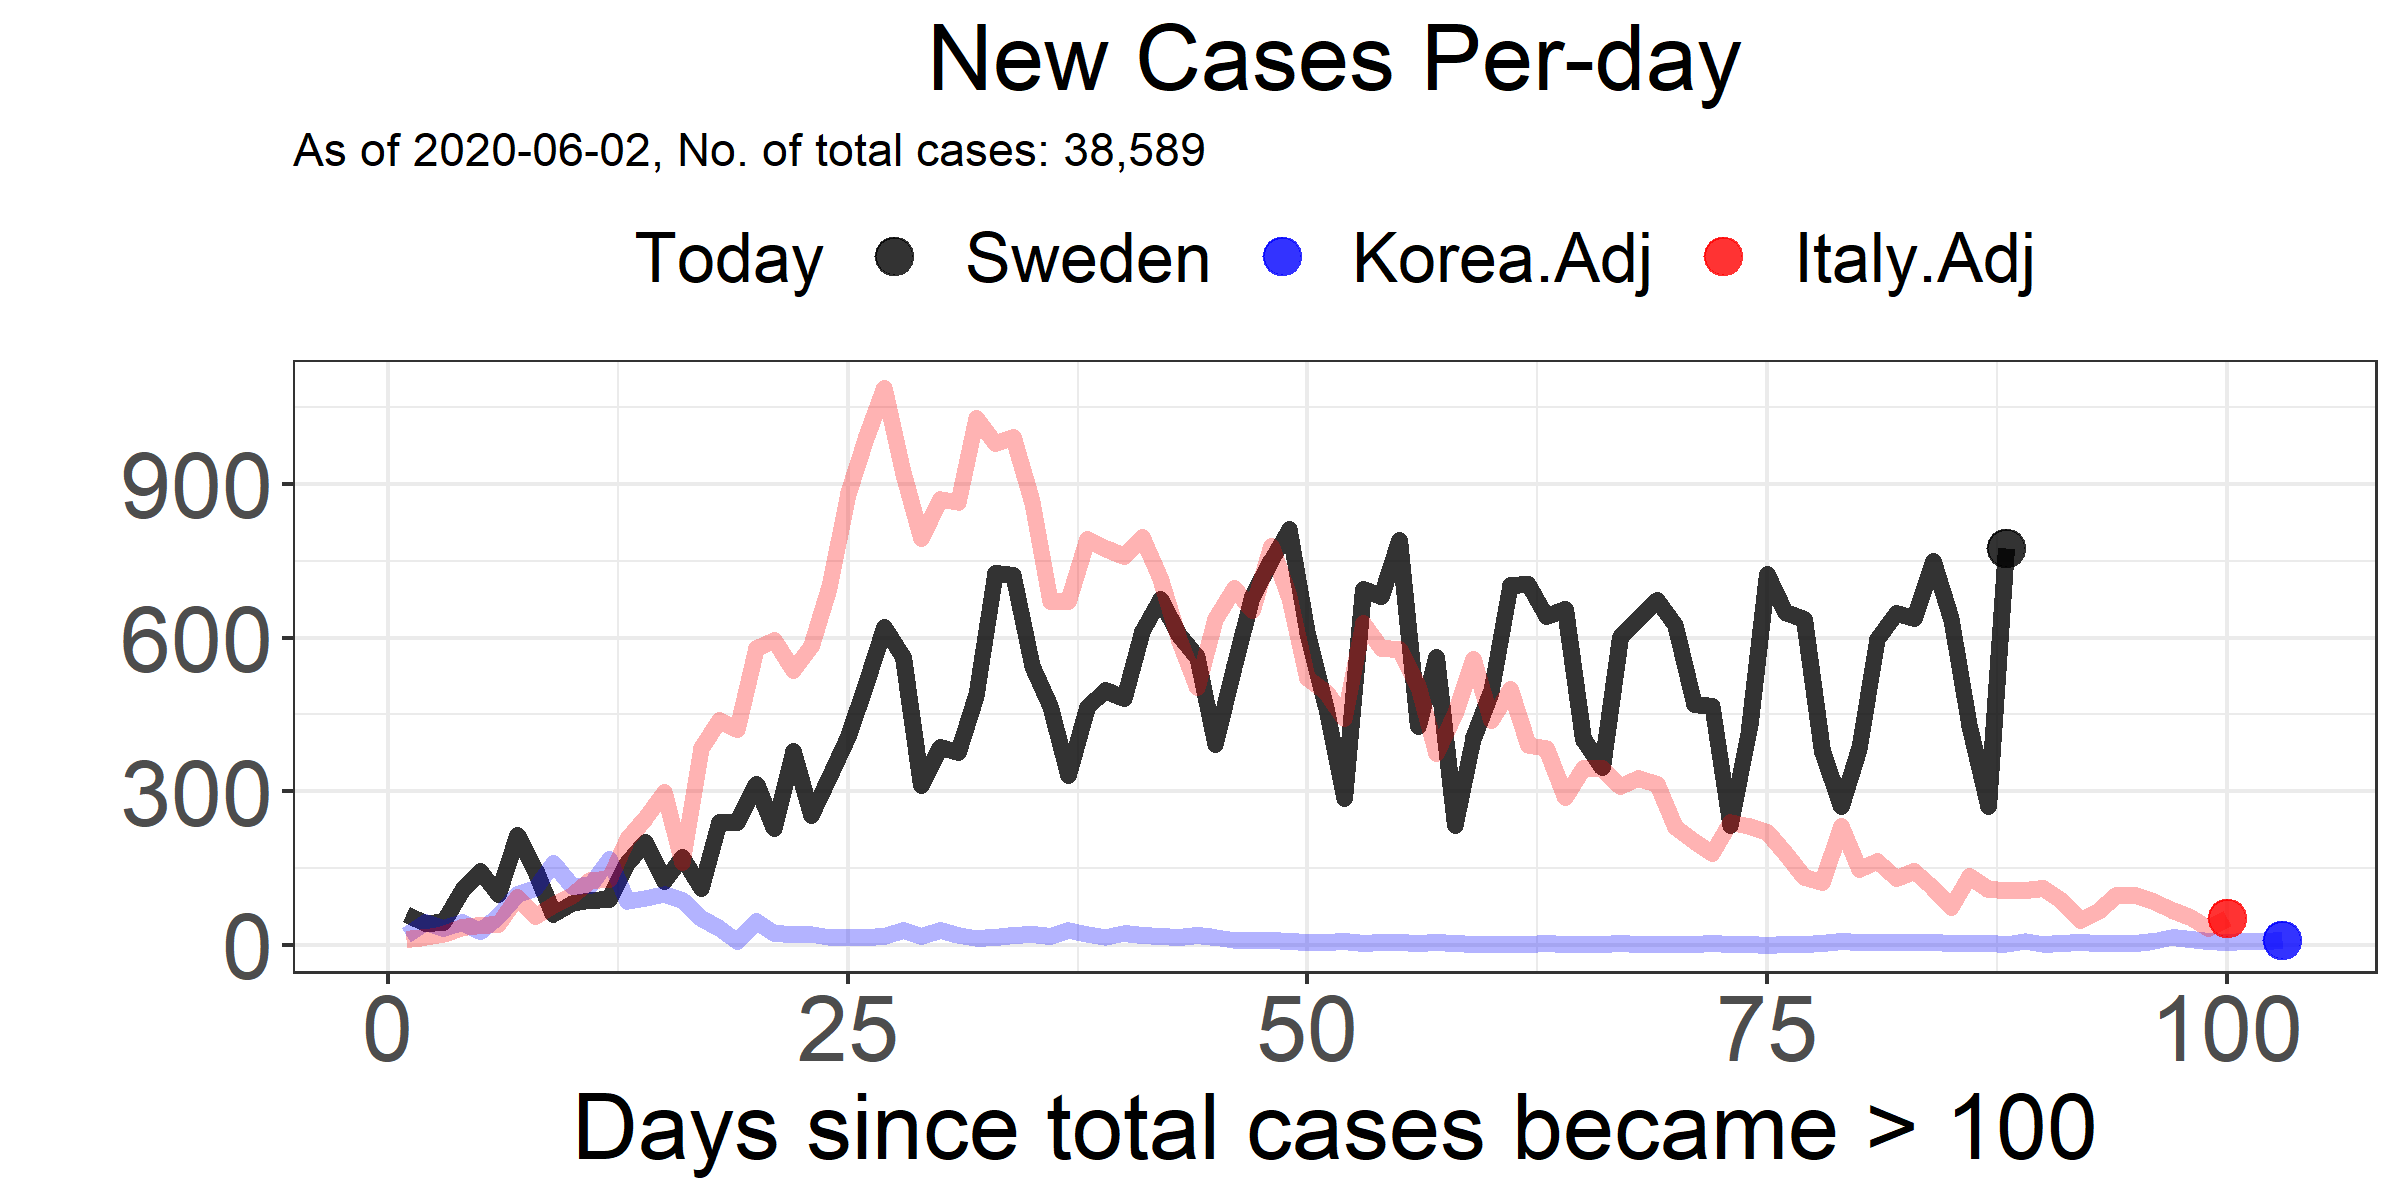 New Cases Per-day
As of 2020-06-02, No. of total cases: 38,589
Today Sweden Korea.Adj Italy.Adj
900
600
300
0
0 25 50 75 100
Days since total cases became > 100